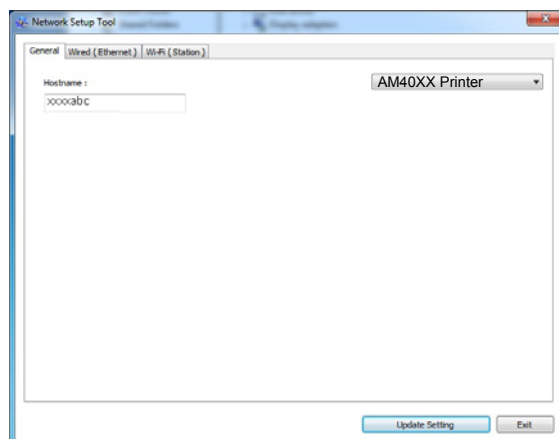 Network Setup Tool
General Wired ( Ethernet ) Wi-Fi ( Station )
Hostname :
AM40XX Printer
xxxxabc
Update Setting Exit